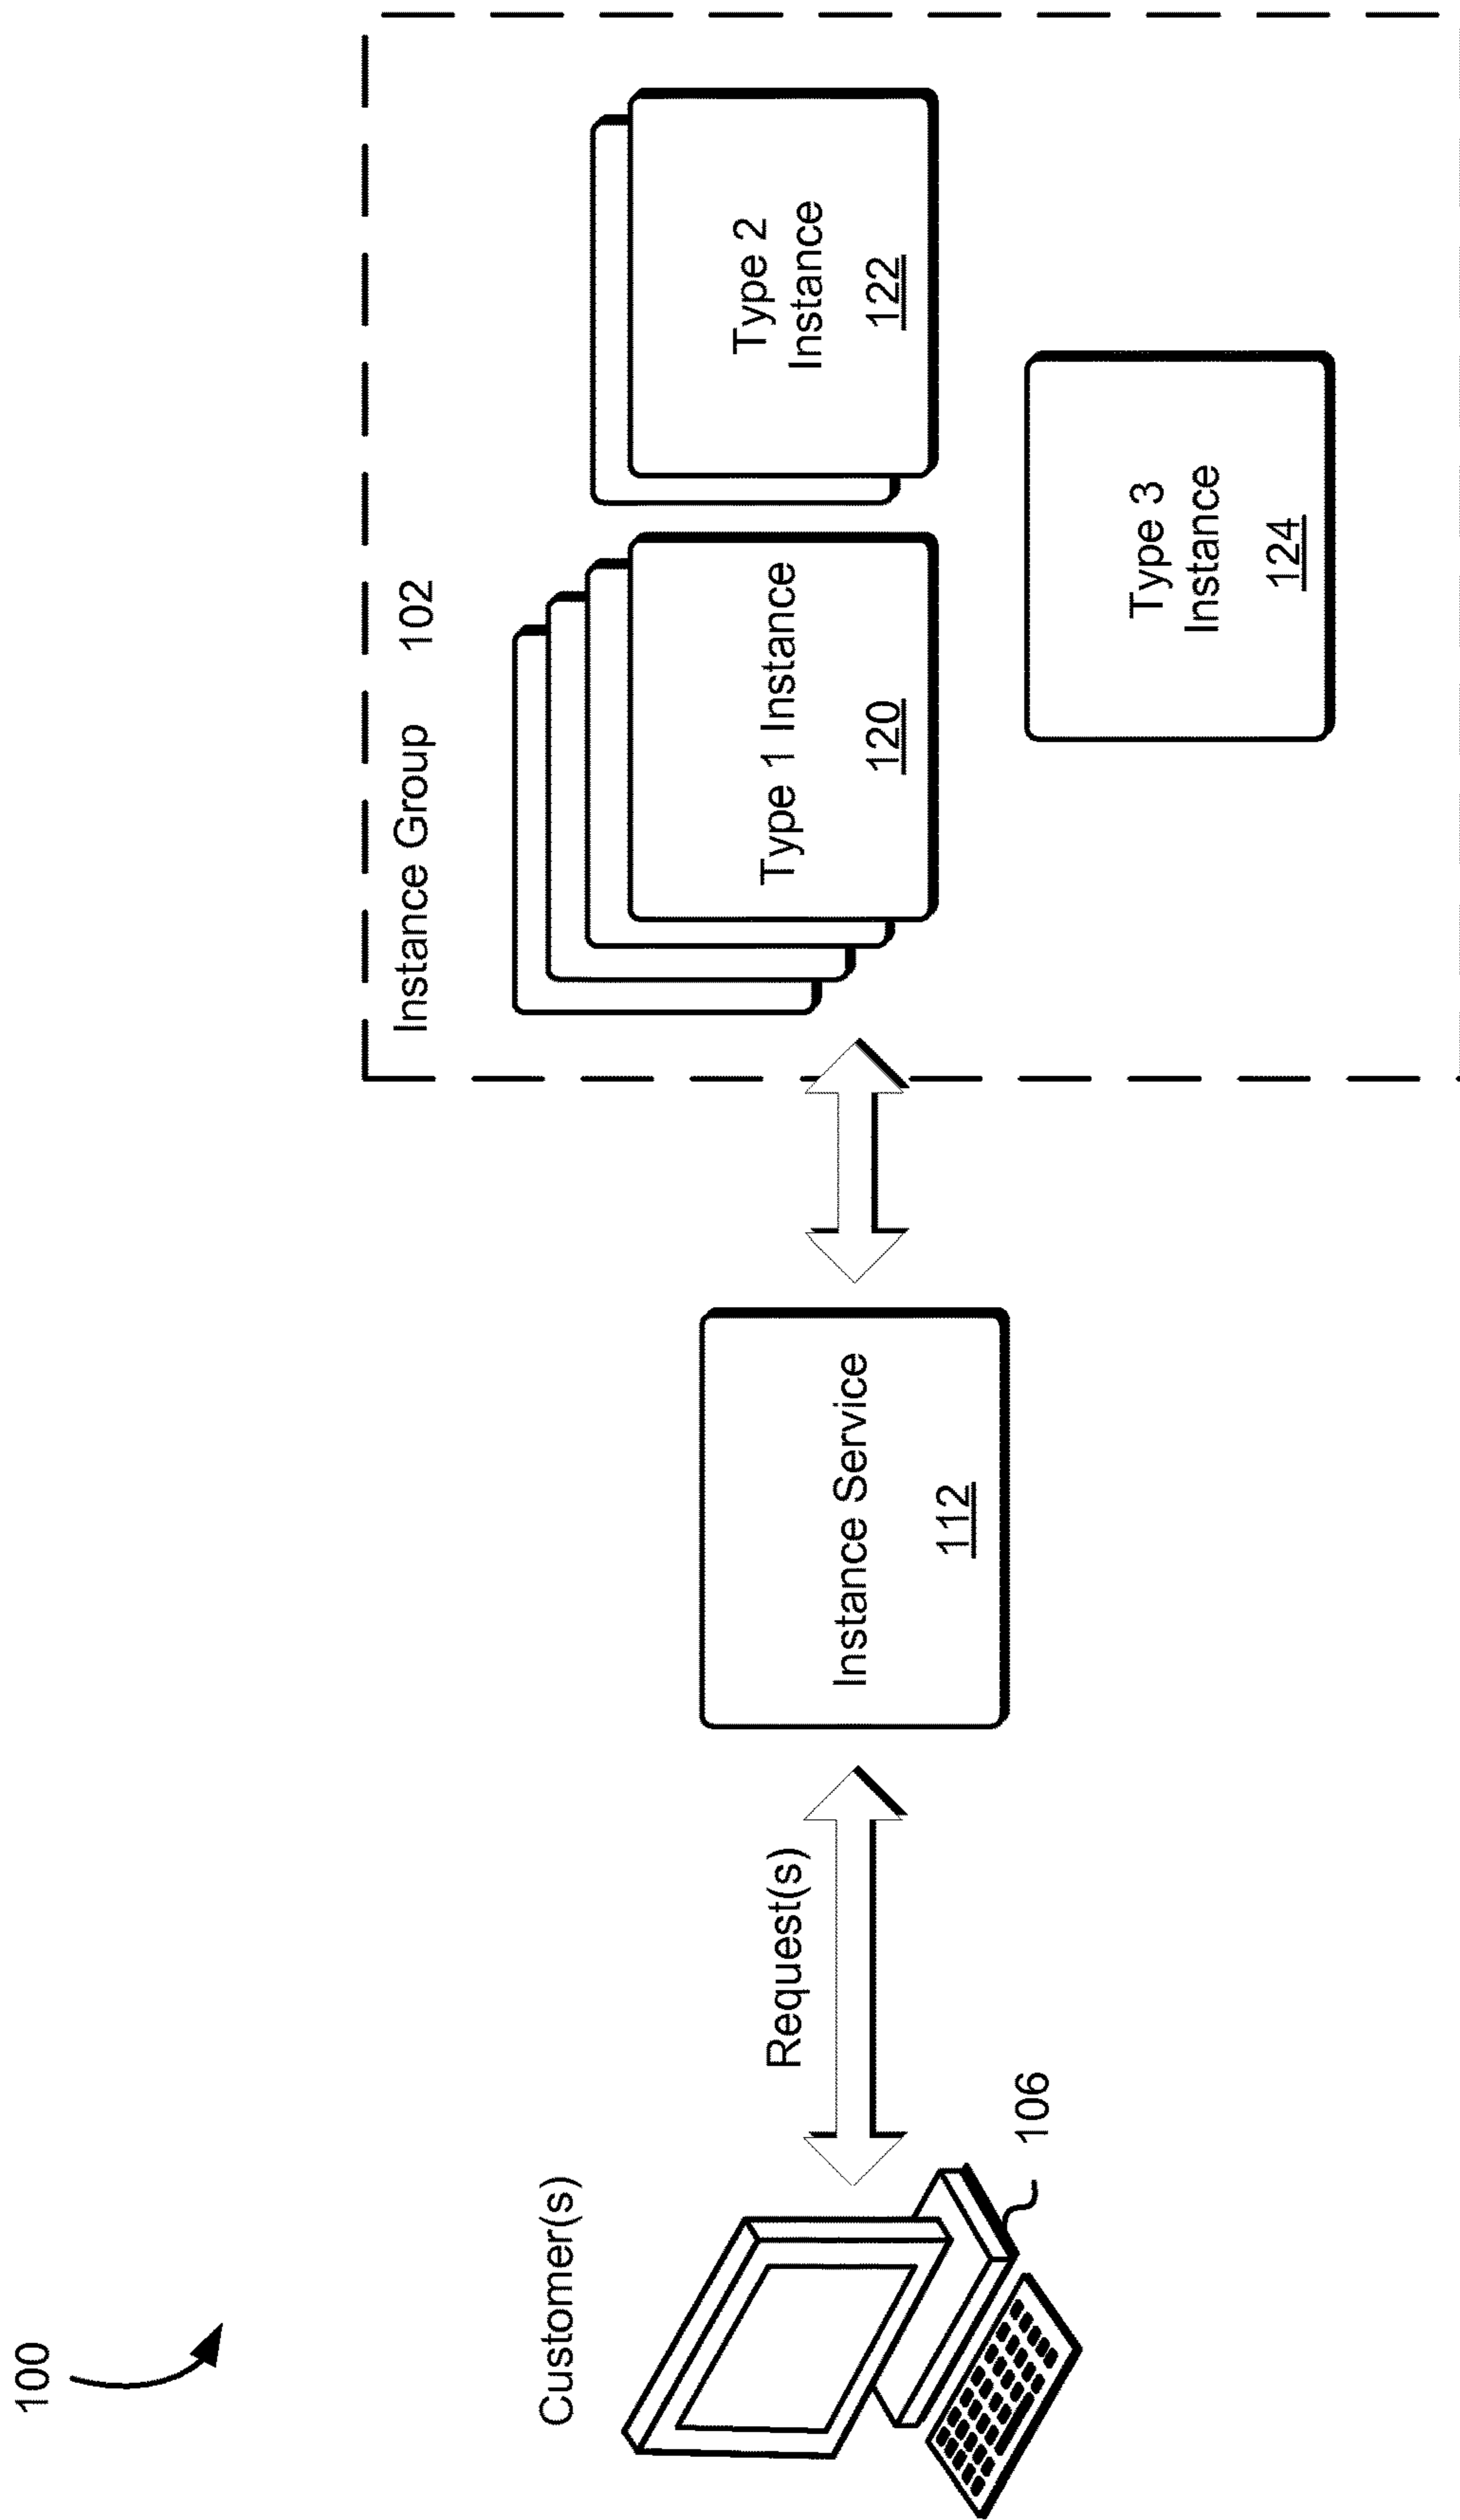 100
Customer(s)
106
Request(s)
Instance Service
112
Instance Group 102
Type 1 Instance
120
Type 2
Instance
122
Type 3
Instance
124